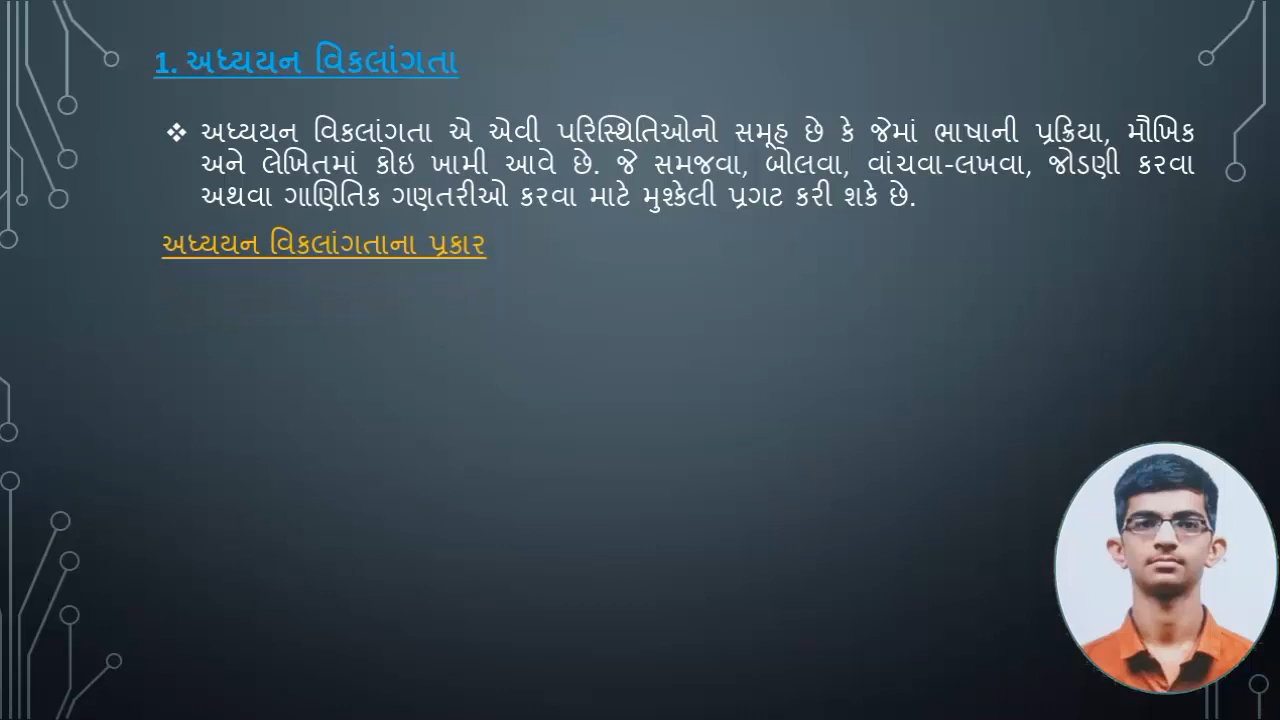 1. અધ્યયન વિકલાંગતા
❖ અધ્યયન વિકલાંગતા એ એવી પરિસ્થિતિઓનો સમૂહ છે કે જેમાં ભાષાની પ્રક્રિયા, મૌખિક
અને લેખિતમાં કોઇ ખામી આવે છે. જે સમજવા, બોલવા, વાંચવા-લખવા, જોડણી કરવા
અથવા ગાણિતિક ગણતરીઓ કરવા માટે મુશ્કેલી પ્રગટ કરી શકે છે.
અધ્યયન વિકલાંગતાના પ્રકાર